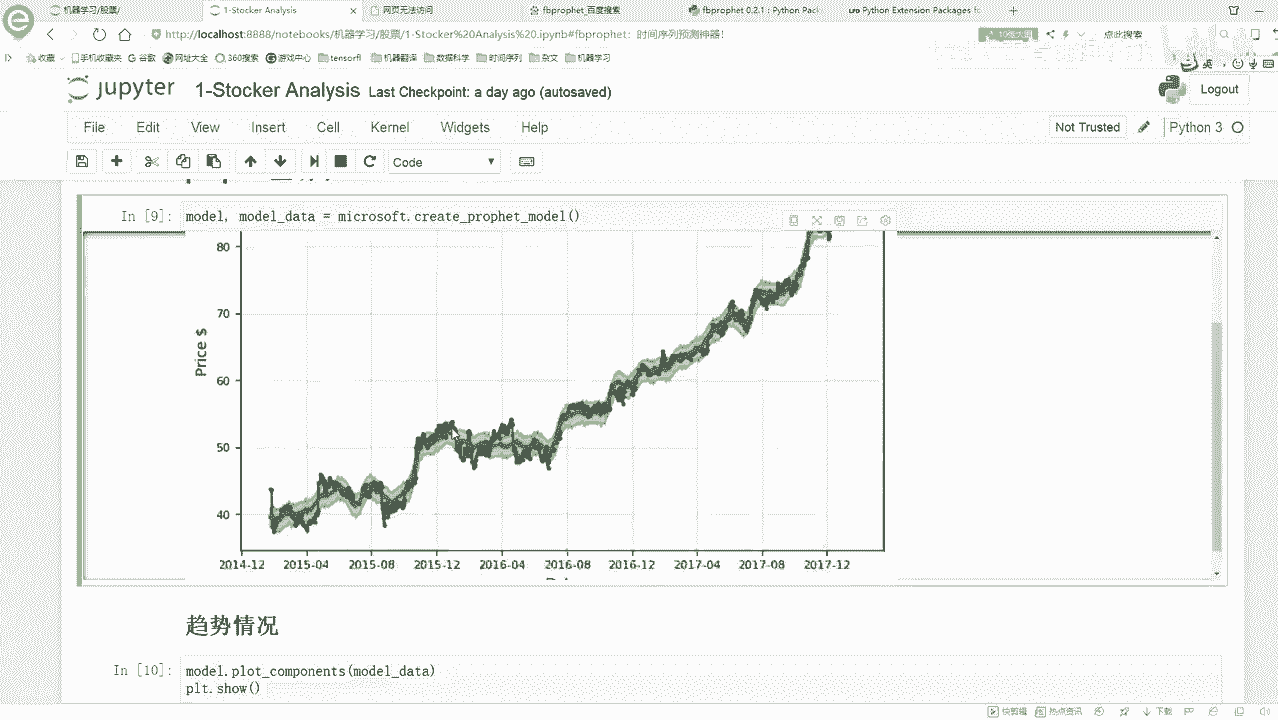 机器学习/股票/
1-Stocker Analysis
网页无法访问
fbprophet_百度搜索
fbprophet 0.2.1 : Python Pack
Python Extension Packages fo
http://localhost:8888/notebooks/机器学习/股票/1-Stocker%20Analysis%20.ipynb#fbprophet：时间序列预测神器！
点此搜索
收藏
手机收藏夹
谷歌
网址大全
360搜索
游戏中心
tensorfl
机器翻译
数据科学
时间序列
杂文
机器学习
jupyter
1-Stocker Analysis Last Checkpoint: a day ago (autosaved)
Logout
File Edit View Insert Cell Kernel Widgets Help
Not Trusted
Python 3
Code
In [9]: model, model_data = microsoft.create_prophet_model()
80
70
60
50
40
Price $
2014-12 2015-04 2015-08 2015-12 2016-04 2016-08 2016-12 2017-04 2017-08 2017-12
趋势情况
In [10]: model.plot_components(model_data)
plt.show()
快剪辑
热点资讯
下载